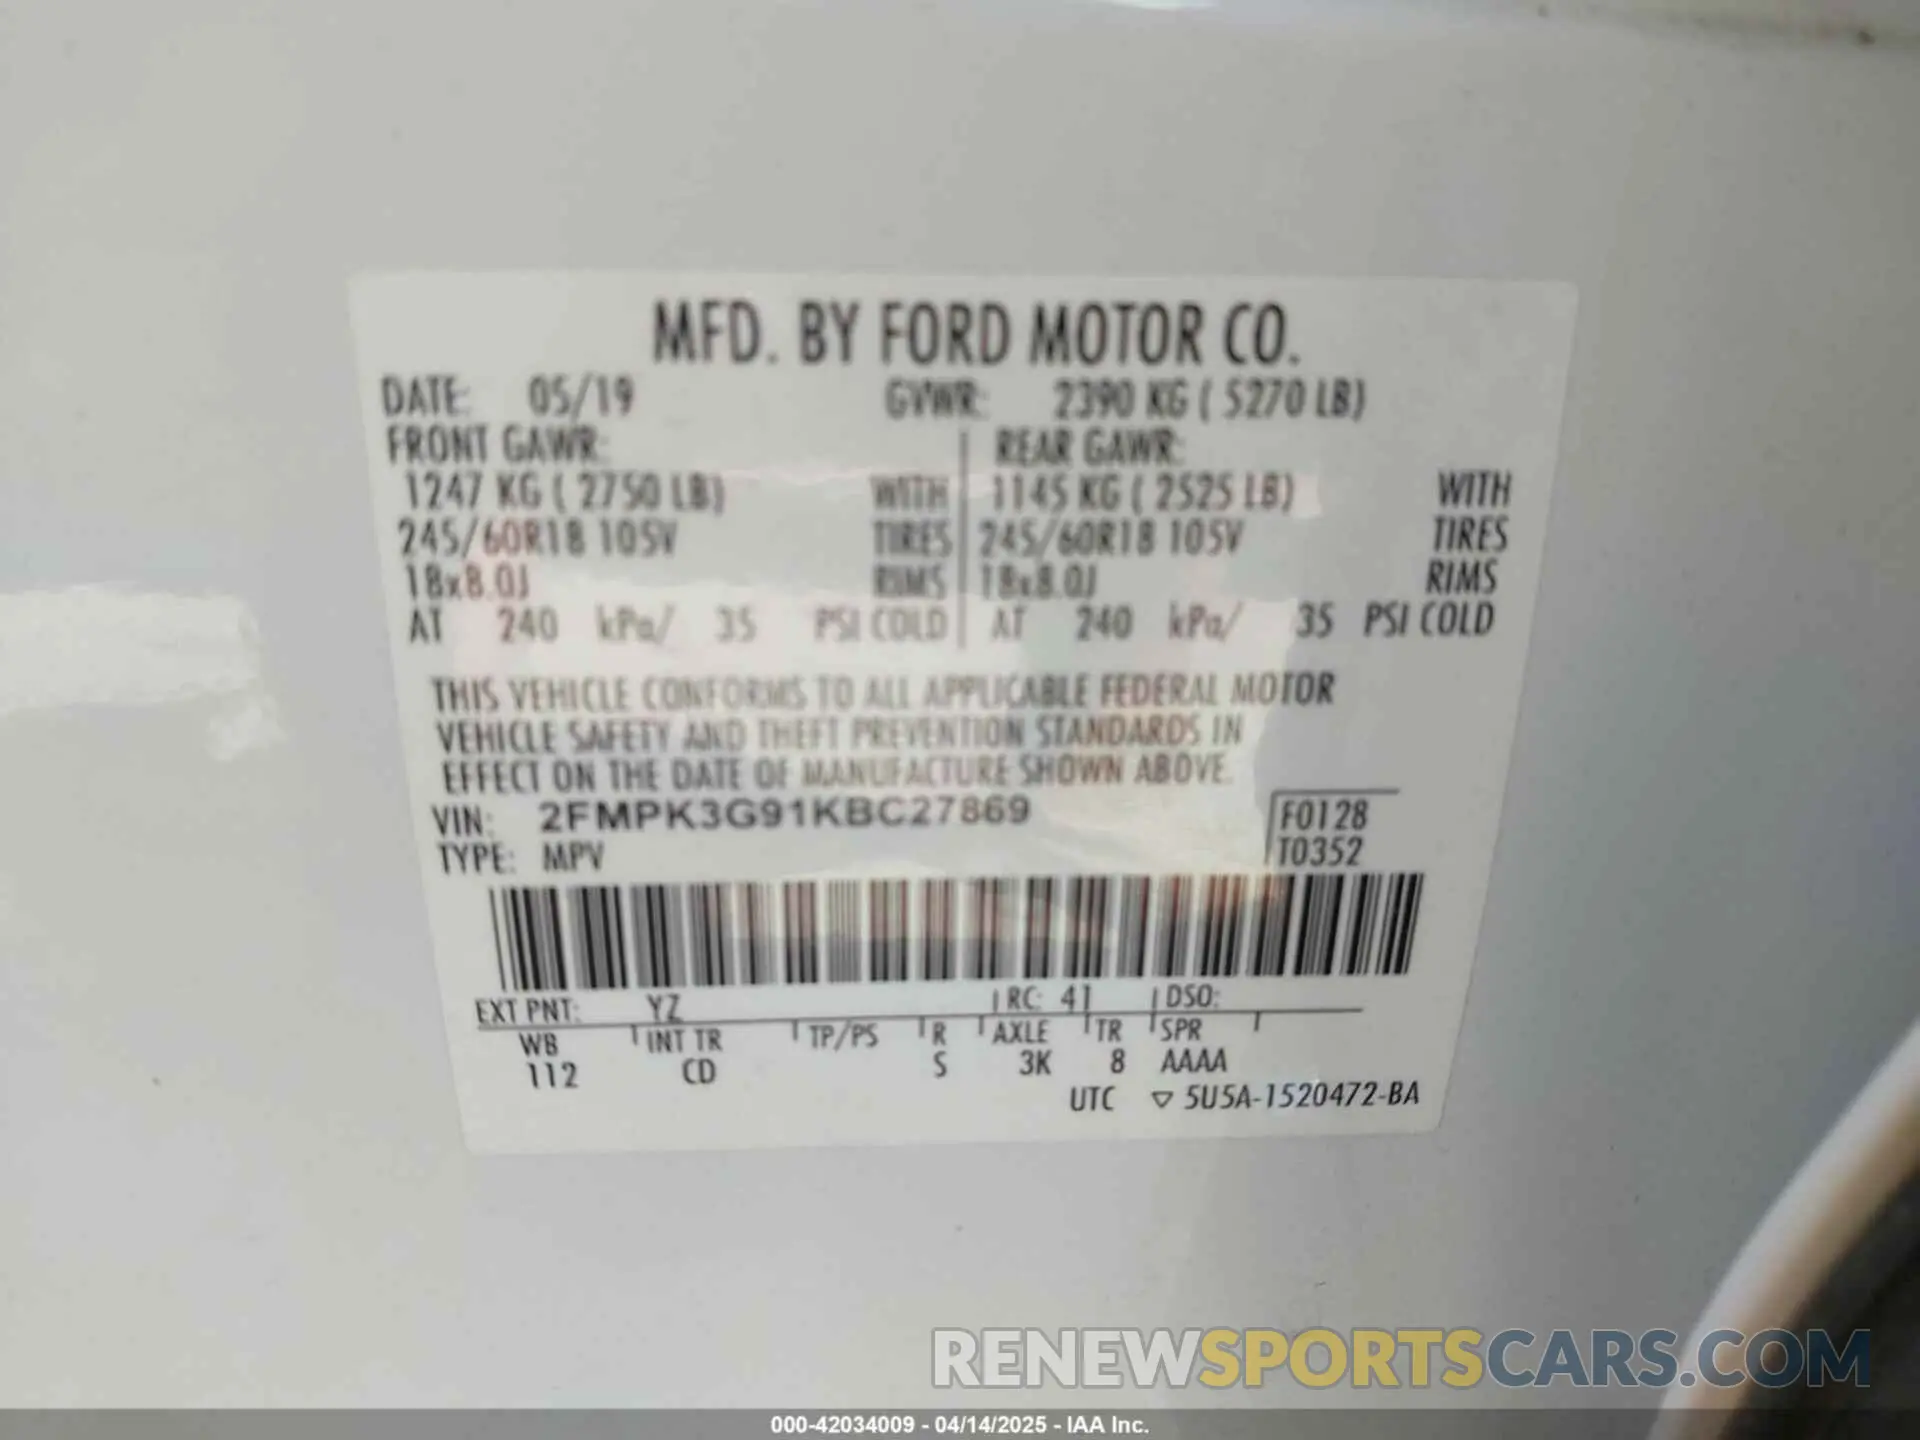 MFD. BY FORD MOTOR CO.
DATE: 05/19 GVWR: 2390 KG ( 5270 LB)
FRONT GAWR: REAR GAWR:
1247 KG ( 2750 LB) WITH 1145 KG ( 2525 LB) WITH
245/60R18 105V TIRES 245/60R18 105V TIRES
18x8.0J RIMS 18x8.0J RIMS
AT 240 kPa/ 35 PSI COLD AT 240 kPa/ 35 PSI COLD
THIS VEHICLE CONFORMS TO ALL APPLICABLE FEDERAL MOTOR
VEHICLE SAFETY AND THEFT PREVENTION STANDARDS IN
EFFECT ON THE DATE OF MANUFACTURE SHOWN ABOVE.
VIN: 2FMPK3G91KBC27869 F0128
TYPE: MPV T0352
EXT PNT: YZ RC: 41 DSO:
WB INT TR TP/PS R AXLE TR SPR
112 CD S 3K 8 AAAA
UTC ▽ 5U5A-1520472-BA
RENEWSPORTSCARS.COM
000-42034009 - 04/14/2025 - IAA Inc.